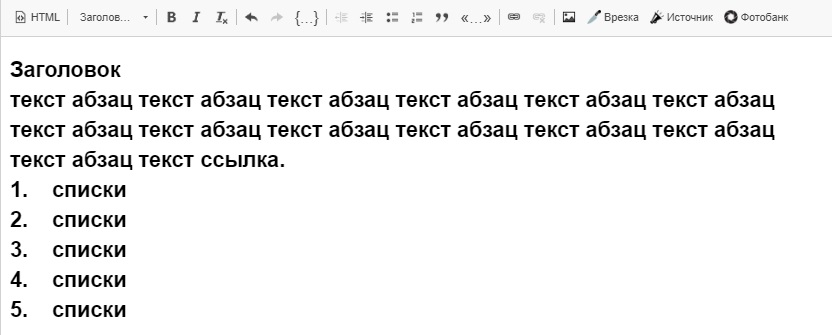 HTML Заголов... B I Tx {...} «...» Врезка Источник Фотобанк
Заголовок
текст абзац текст абзац текст абзац текст абзац текст абзац текст абзац
текст абзац текст абзац текст абзац текст абзац текст абзац текст абзац
текст абзац текст ссылка.
1. списки
2. списки
3. списки
4. списки
5. списки